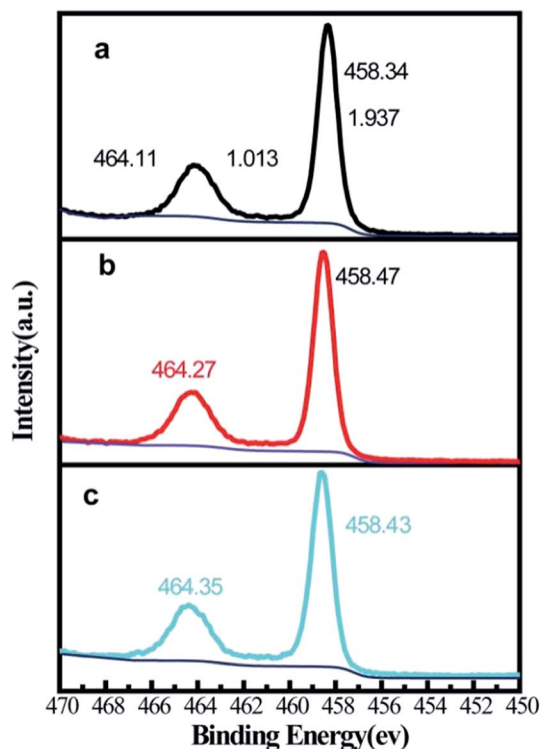 a
458.34
1.937
464.11 1.013
b
458.47
464.27
c
458.43
464.35
Intensity(a.u.)
470 468 466 464 462 460 458 456 454 452 450
Binding Energy(ev)